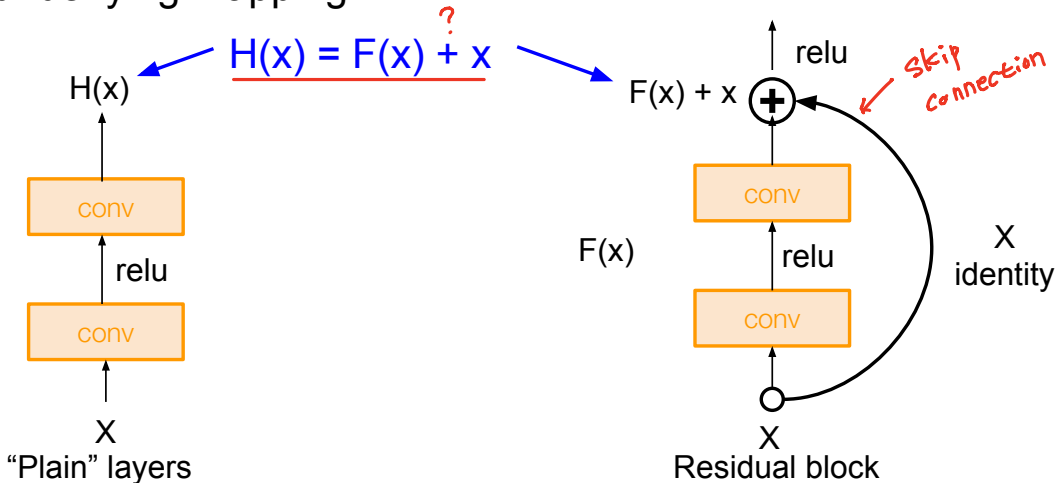 ?
H(x) = F(x) + x
relu
Skip
connection
H(x)
F(x) + x
conv
conv
relu
F(x)
relu
X
identity
conv
conv
X
X
“Plain” layers
Residual block